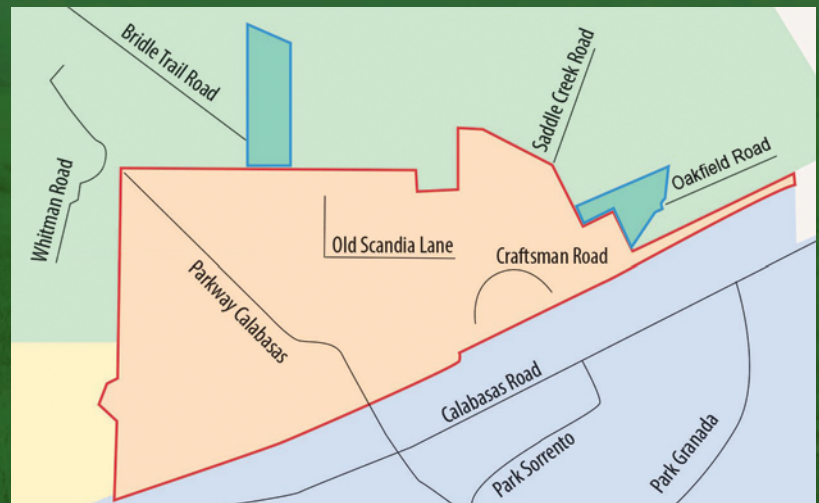 Bridle Trail Road
Saddle Creek Road
Oakfield Road
Whitman Road
Old Scandia Lane
Craftsman Road
Parkway Calabasas
Calabasas Road
Park Sorrento
Park Granada